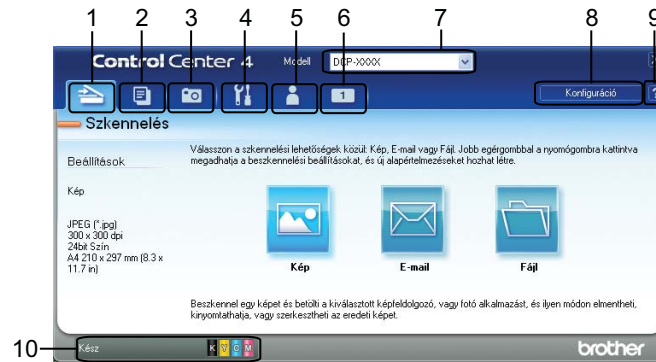 1 2 3 4 5 6 7 8 9
Control Center 4 Modell DCP-XXXX
1 Konfiguráció ?
Szkennelés
Beállítások
Kép
JPEG (*.jpg)
300 x 300 dpi
24bit Szín
A4 210 x 297 mm (8.3 x
11.7 in)
Válasszon a szkennelési lehetőségek közül: Kép, E-mail vagy Fájl. Jobb egérgombbal a nyomógombra kattintva
megadhatja a beszkennelési beállításokat, és új alapértelmezéseket hozhat létre.
Kép E-mail Fájl
Beszkennel egy képet és betölti a kiválasztott képfeldolgozó, vagy fotó alkalmazást, és ilyen módon elmentheti,
kinyomtathatja, vagy szerkesztheti az eredeti képet.
10 Kész K Y C M brother